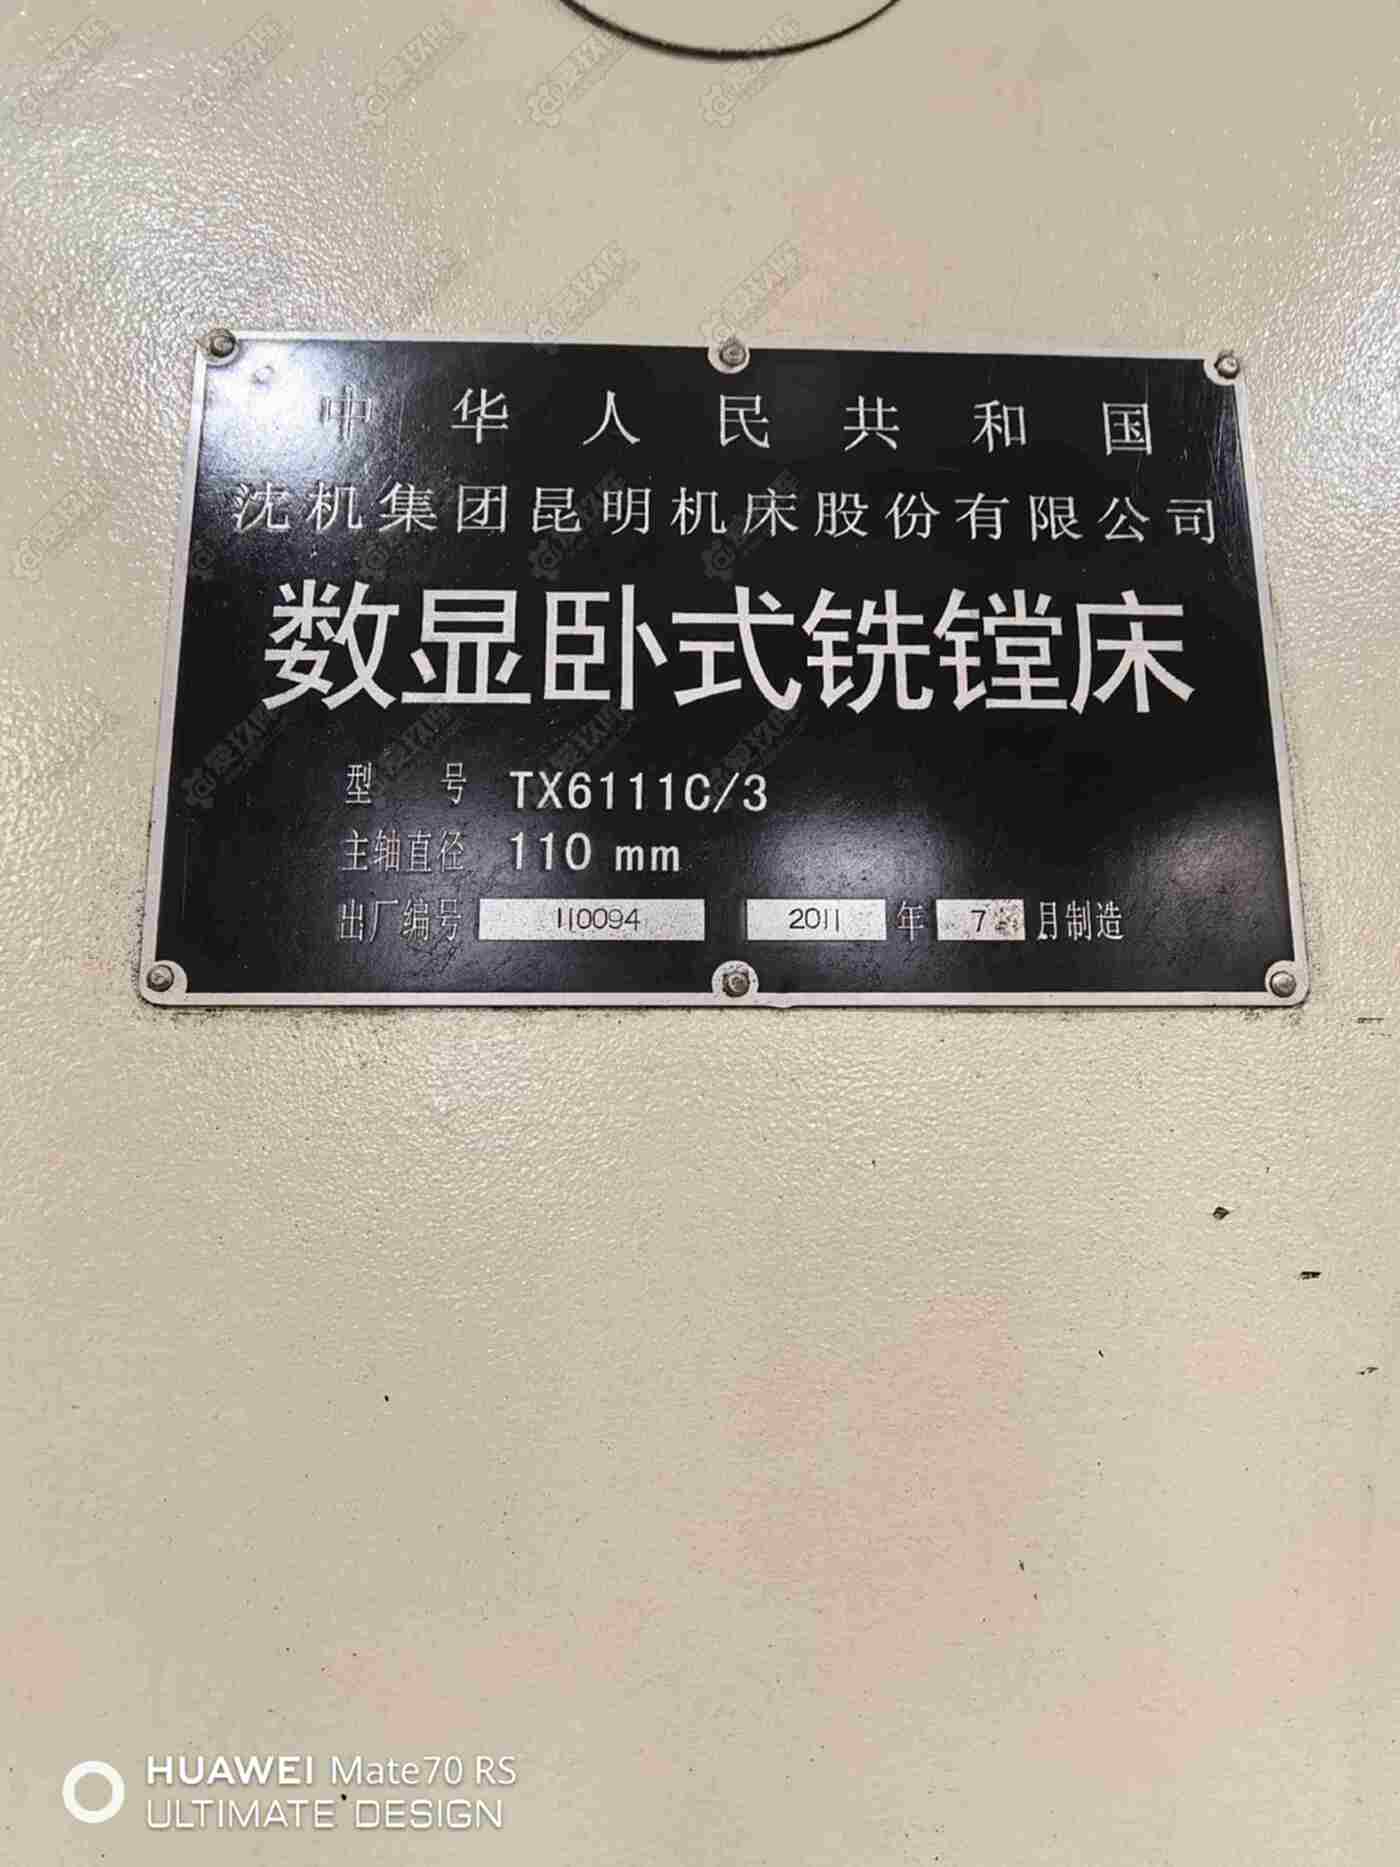 中华人民共和国
沈机集团昆明机床股份有限公司
数显卧式铣镗床
型 号 TX6111C/3
主轴直径 110 mm
出厂编号 110094 2011 年 7 月制造
HUAWEI Mate70 RS
ULTIMATE DESIGN